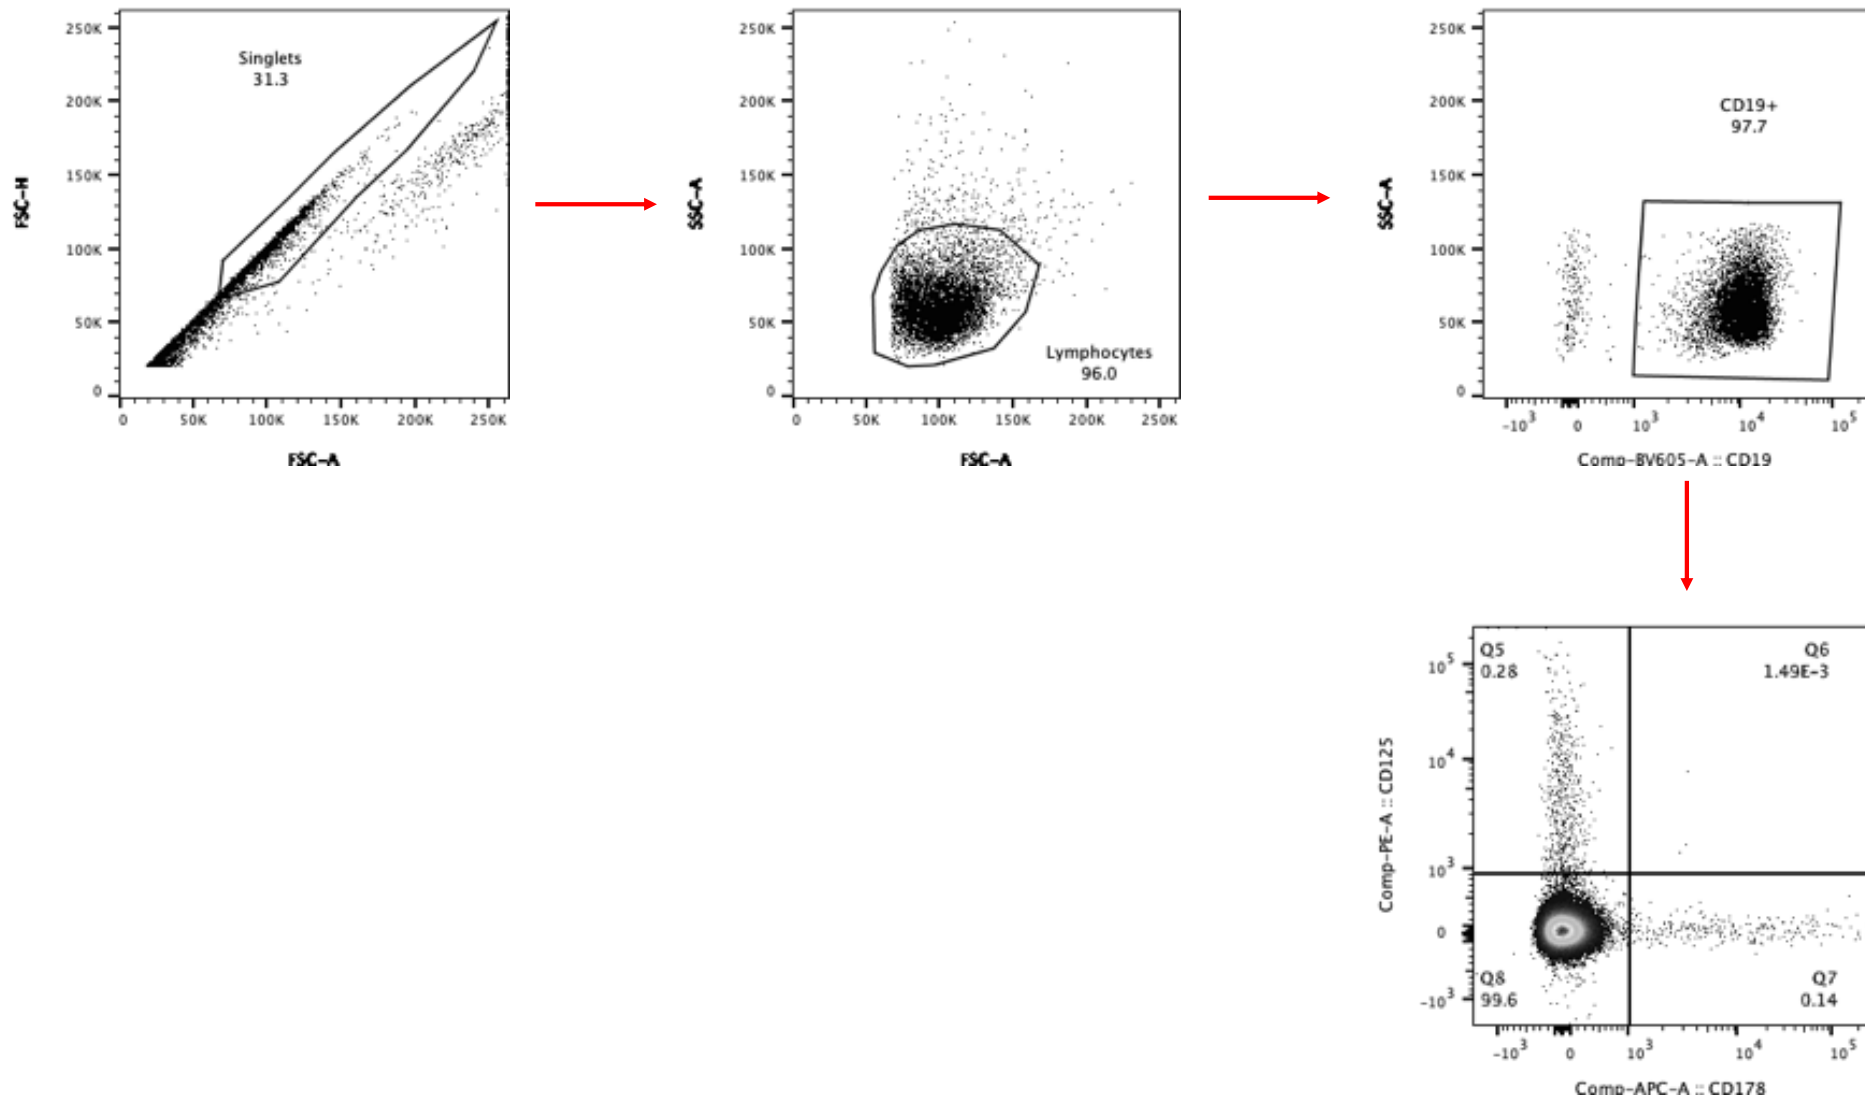 Singlets
31.3
FSC-H
250K
200K
150K
100K
50K
0
0 50K 100K 150K 200K 250K
FSC-A
Lymphocytes
96.0
SSC-A
250K
200K
150K
100K
50K
0
0 50K 100K 150K 200K 250K
FSC-A
CD19+
97.7
SSC-A
250K
200K
150K
100K
50K
0
-10³ 0 10³ 10⁴ 10⁵
Comp-BV605-A :: CD19
Q5
0.28
Q6
1.49E-3
Q8
99.6
Q7
0.14
Comp-PE-A :: CD125
10⁵
10⁴
10³
0
-10³
-10³ 0 10³ 10⁴ 10⁵
Comp-APC-A :: CD178